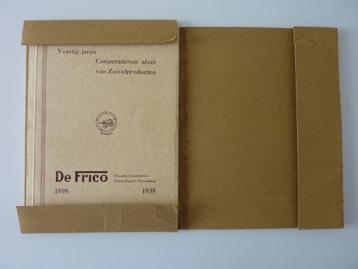 Veertig jaren
Coöperatieven afzet
van Zuivelproducten
De Frico
Friesche Coöperatieve
Zuivel-Export-Vereeniging
1898 1938